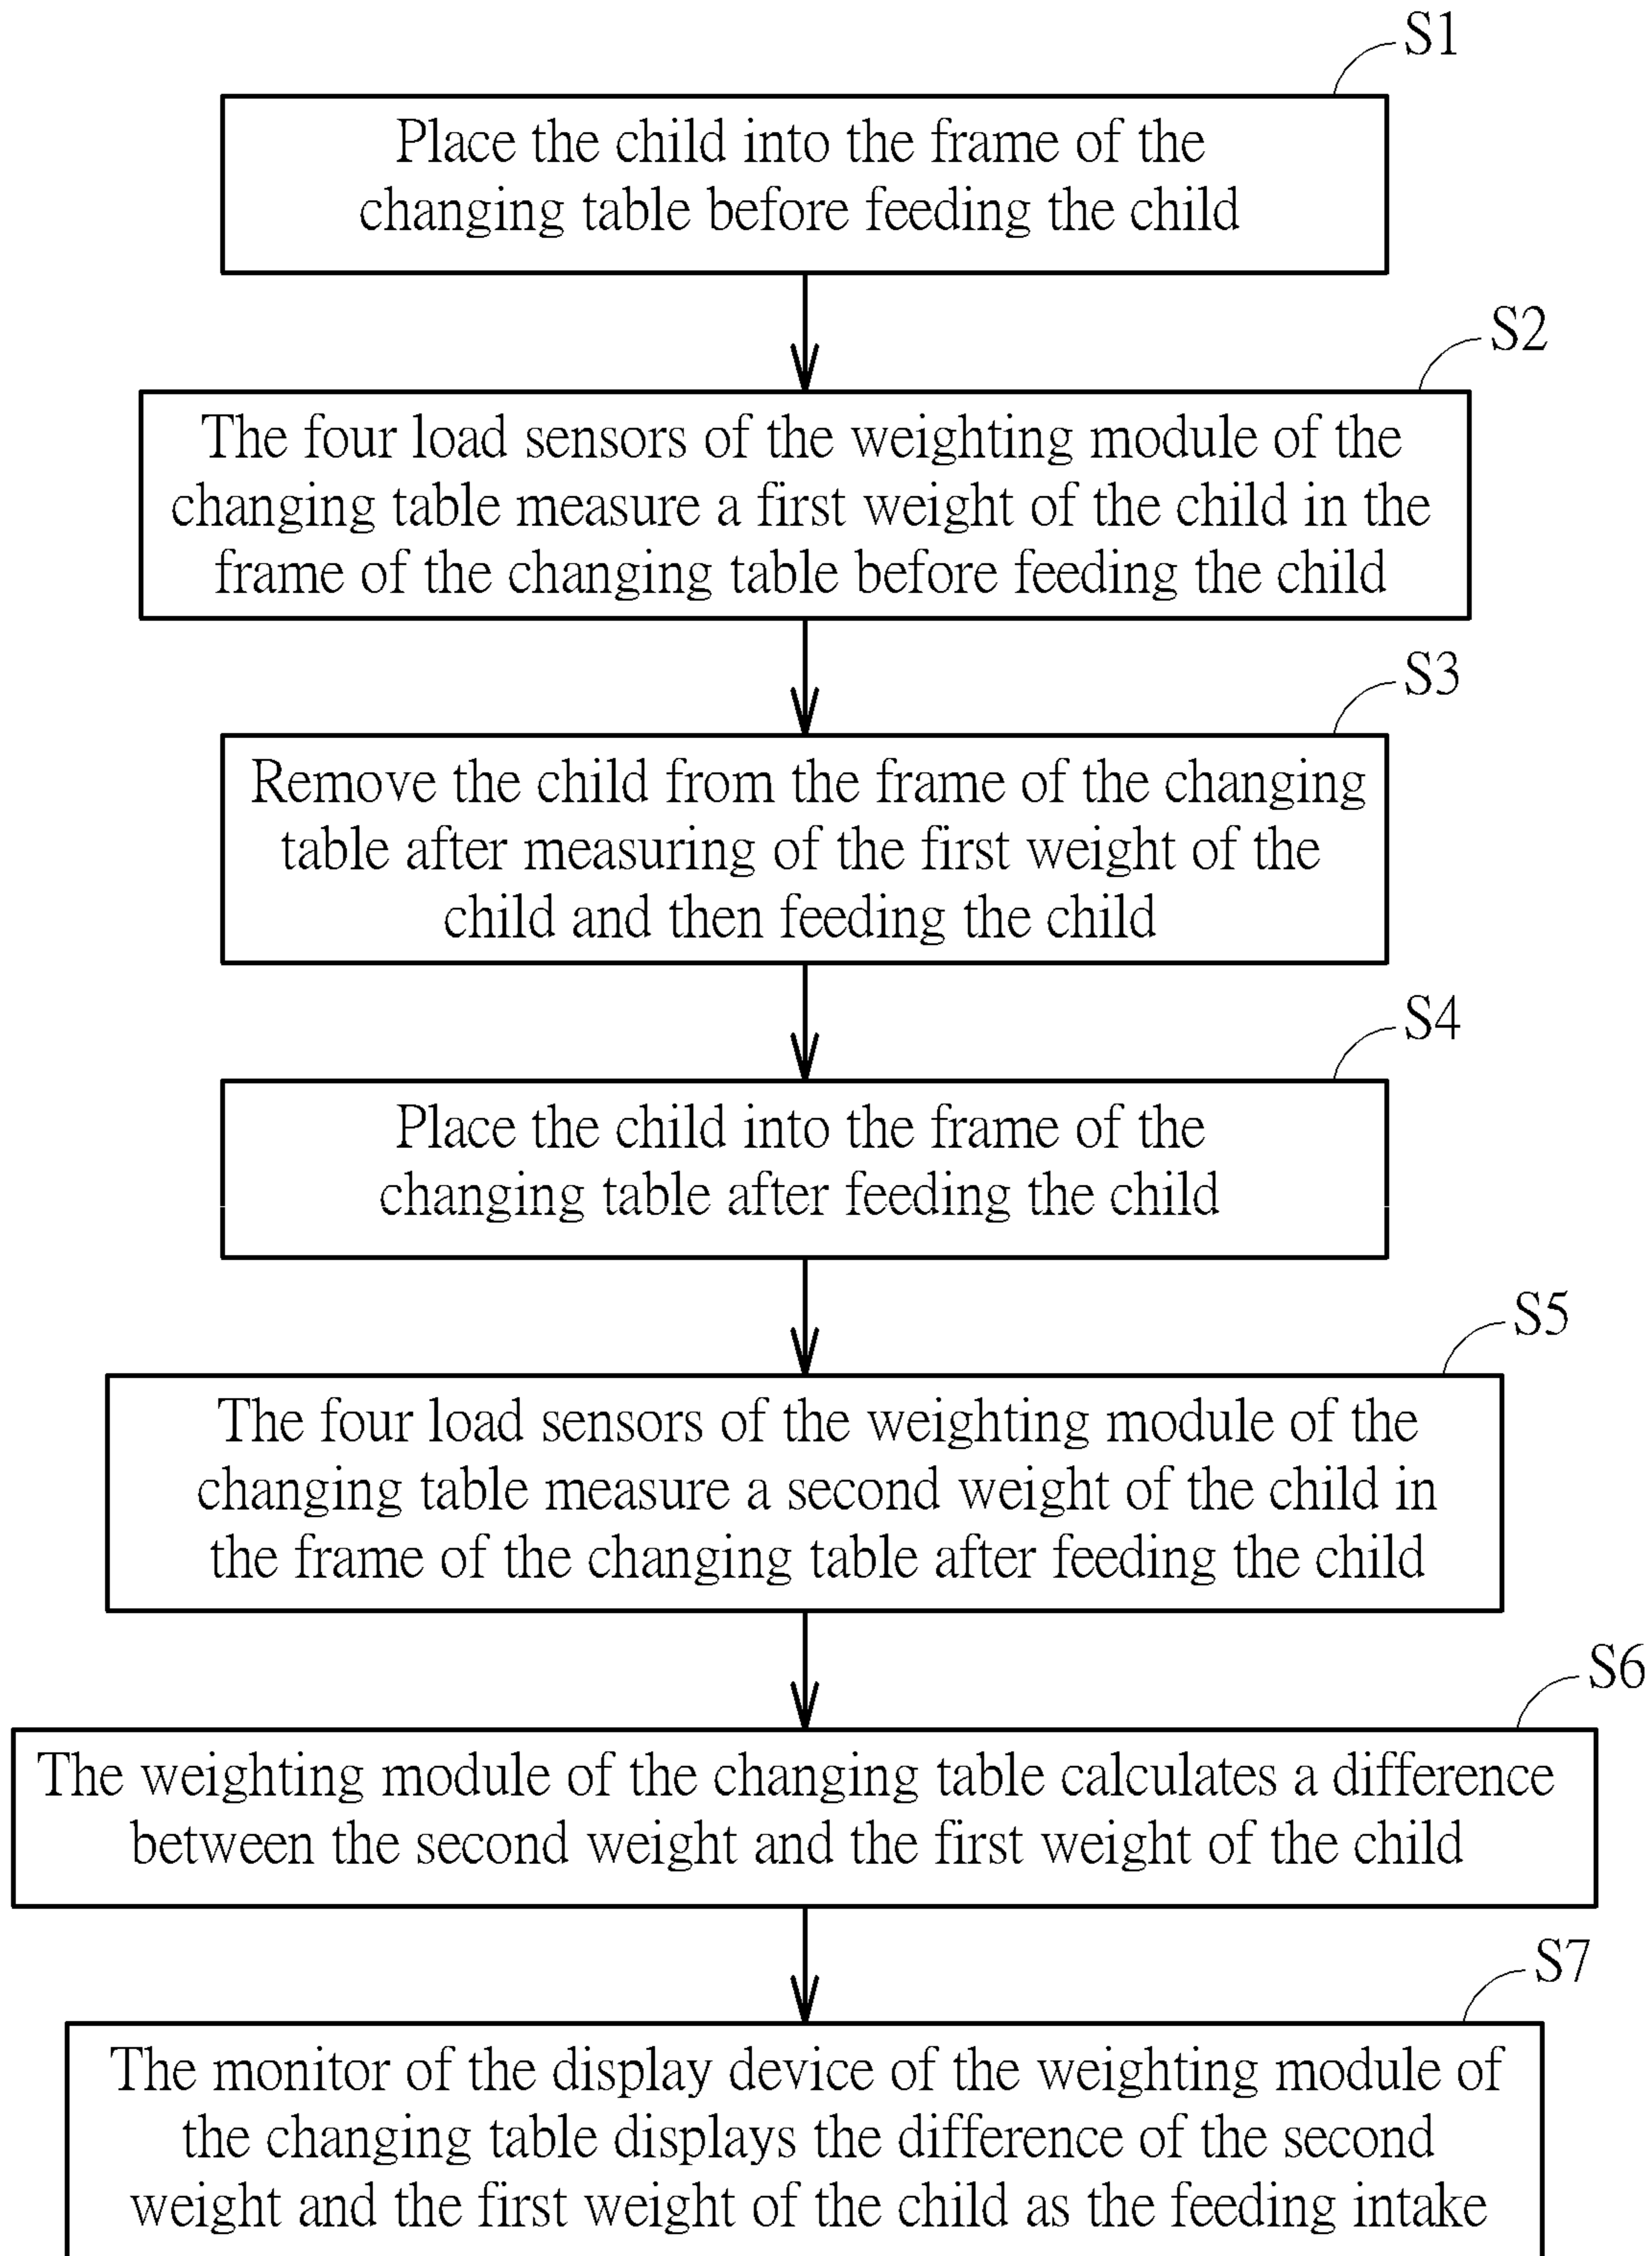 S1
Place the child into the frame of the
changing table before feeding the child
S2
The four load sensors of the weighting module of the
changing table measure a first weight of the child in the
frame of the changing table before feeding the child
S3
Remove the child from the frame of the changing
table after measuring of the first weight of the
child and then feeding the child
S4
Place the child into the frame of the
changing table after feeding the child
S5
The four load sensors of the weighting module of the
changing table measure a second weight of the child in
the frame of the changing table after feeding the child
S6
The weighting module of the changing table calculates a difference
between the second weight and the first weight of the child
S7
The monitor of the display device of the weighting module of
the changing table displays the difference of the second
weight and the first weight of the child as the feeding intake